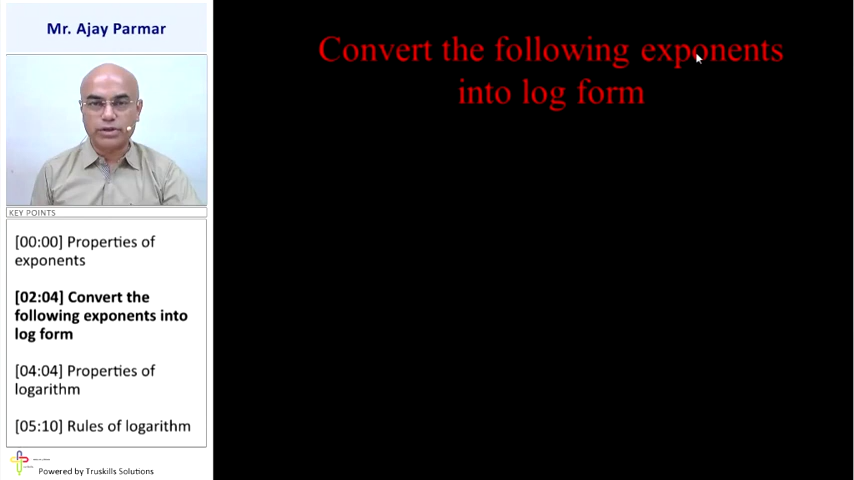 Mr. Ajay Parmar
Convert the following exponents
into log form
KEY POINTS
[00:00] Properties of
exponents
[02:04] Convert the
following exponents into
log form
[04:04] Properties of
logarithm
[05:10] Rules of logarithm
Powered by Truskills Solutions